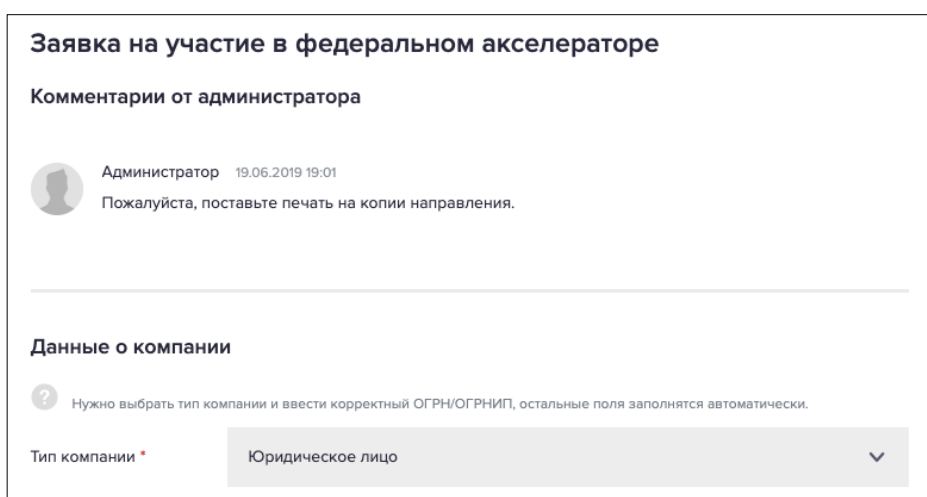 Заявка на участие в федеральном акселераторе
Комментарии от администратора
Администратор 19.06.2019 19:01
Пожалуйста, поставьте печать на копии направления.
Данные о компании
? Нужно выбрать тип компании и ввести корректный ОГРН/ОГРНИП, остальные поля заполнятся автоматически.
Тип компании * Юридическое лицо